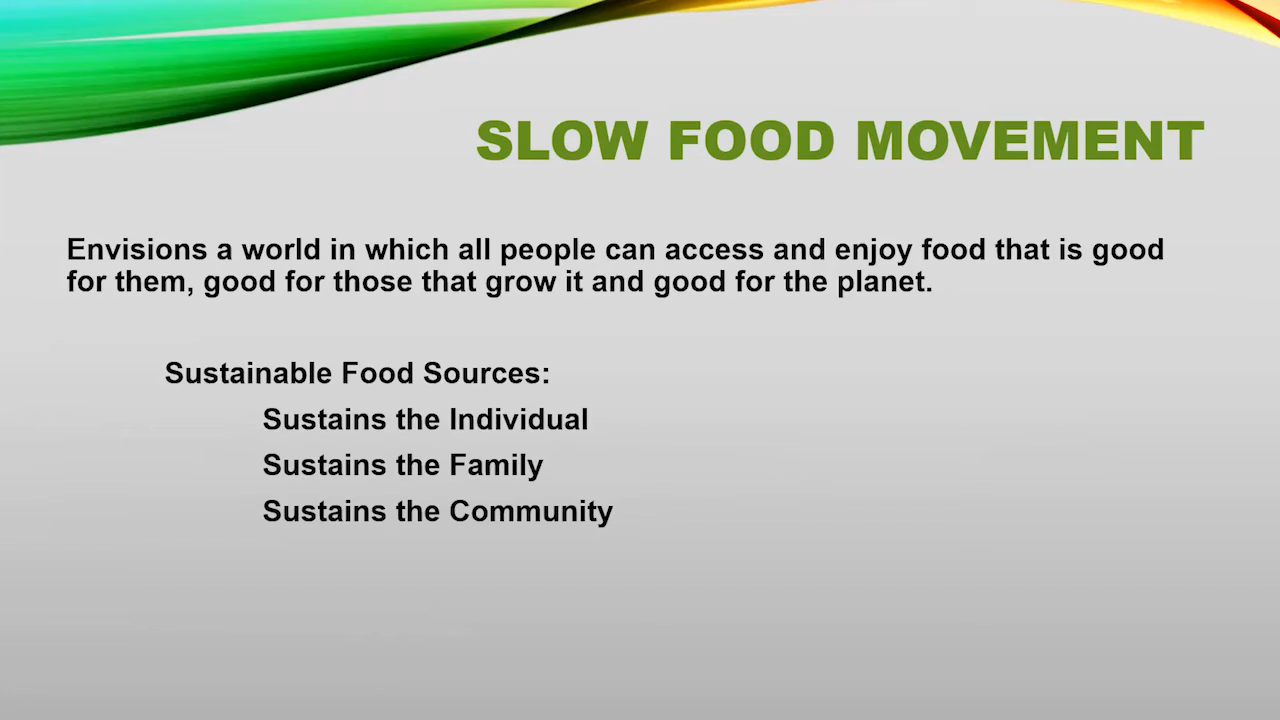 SLOW FOOD MOVEMENT
Envisions a world in which all people can access and enjoy food that is good
for them, good for those that grow it and good for the planet.
Sustainable Food Sources:
Sustains the Individual
Sustains the Family
Sustains the Community